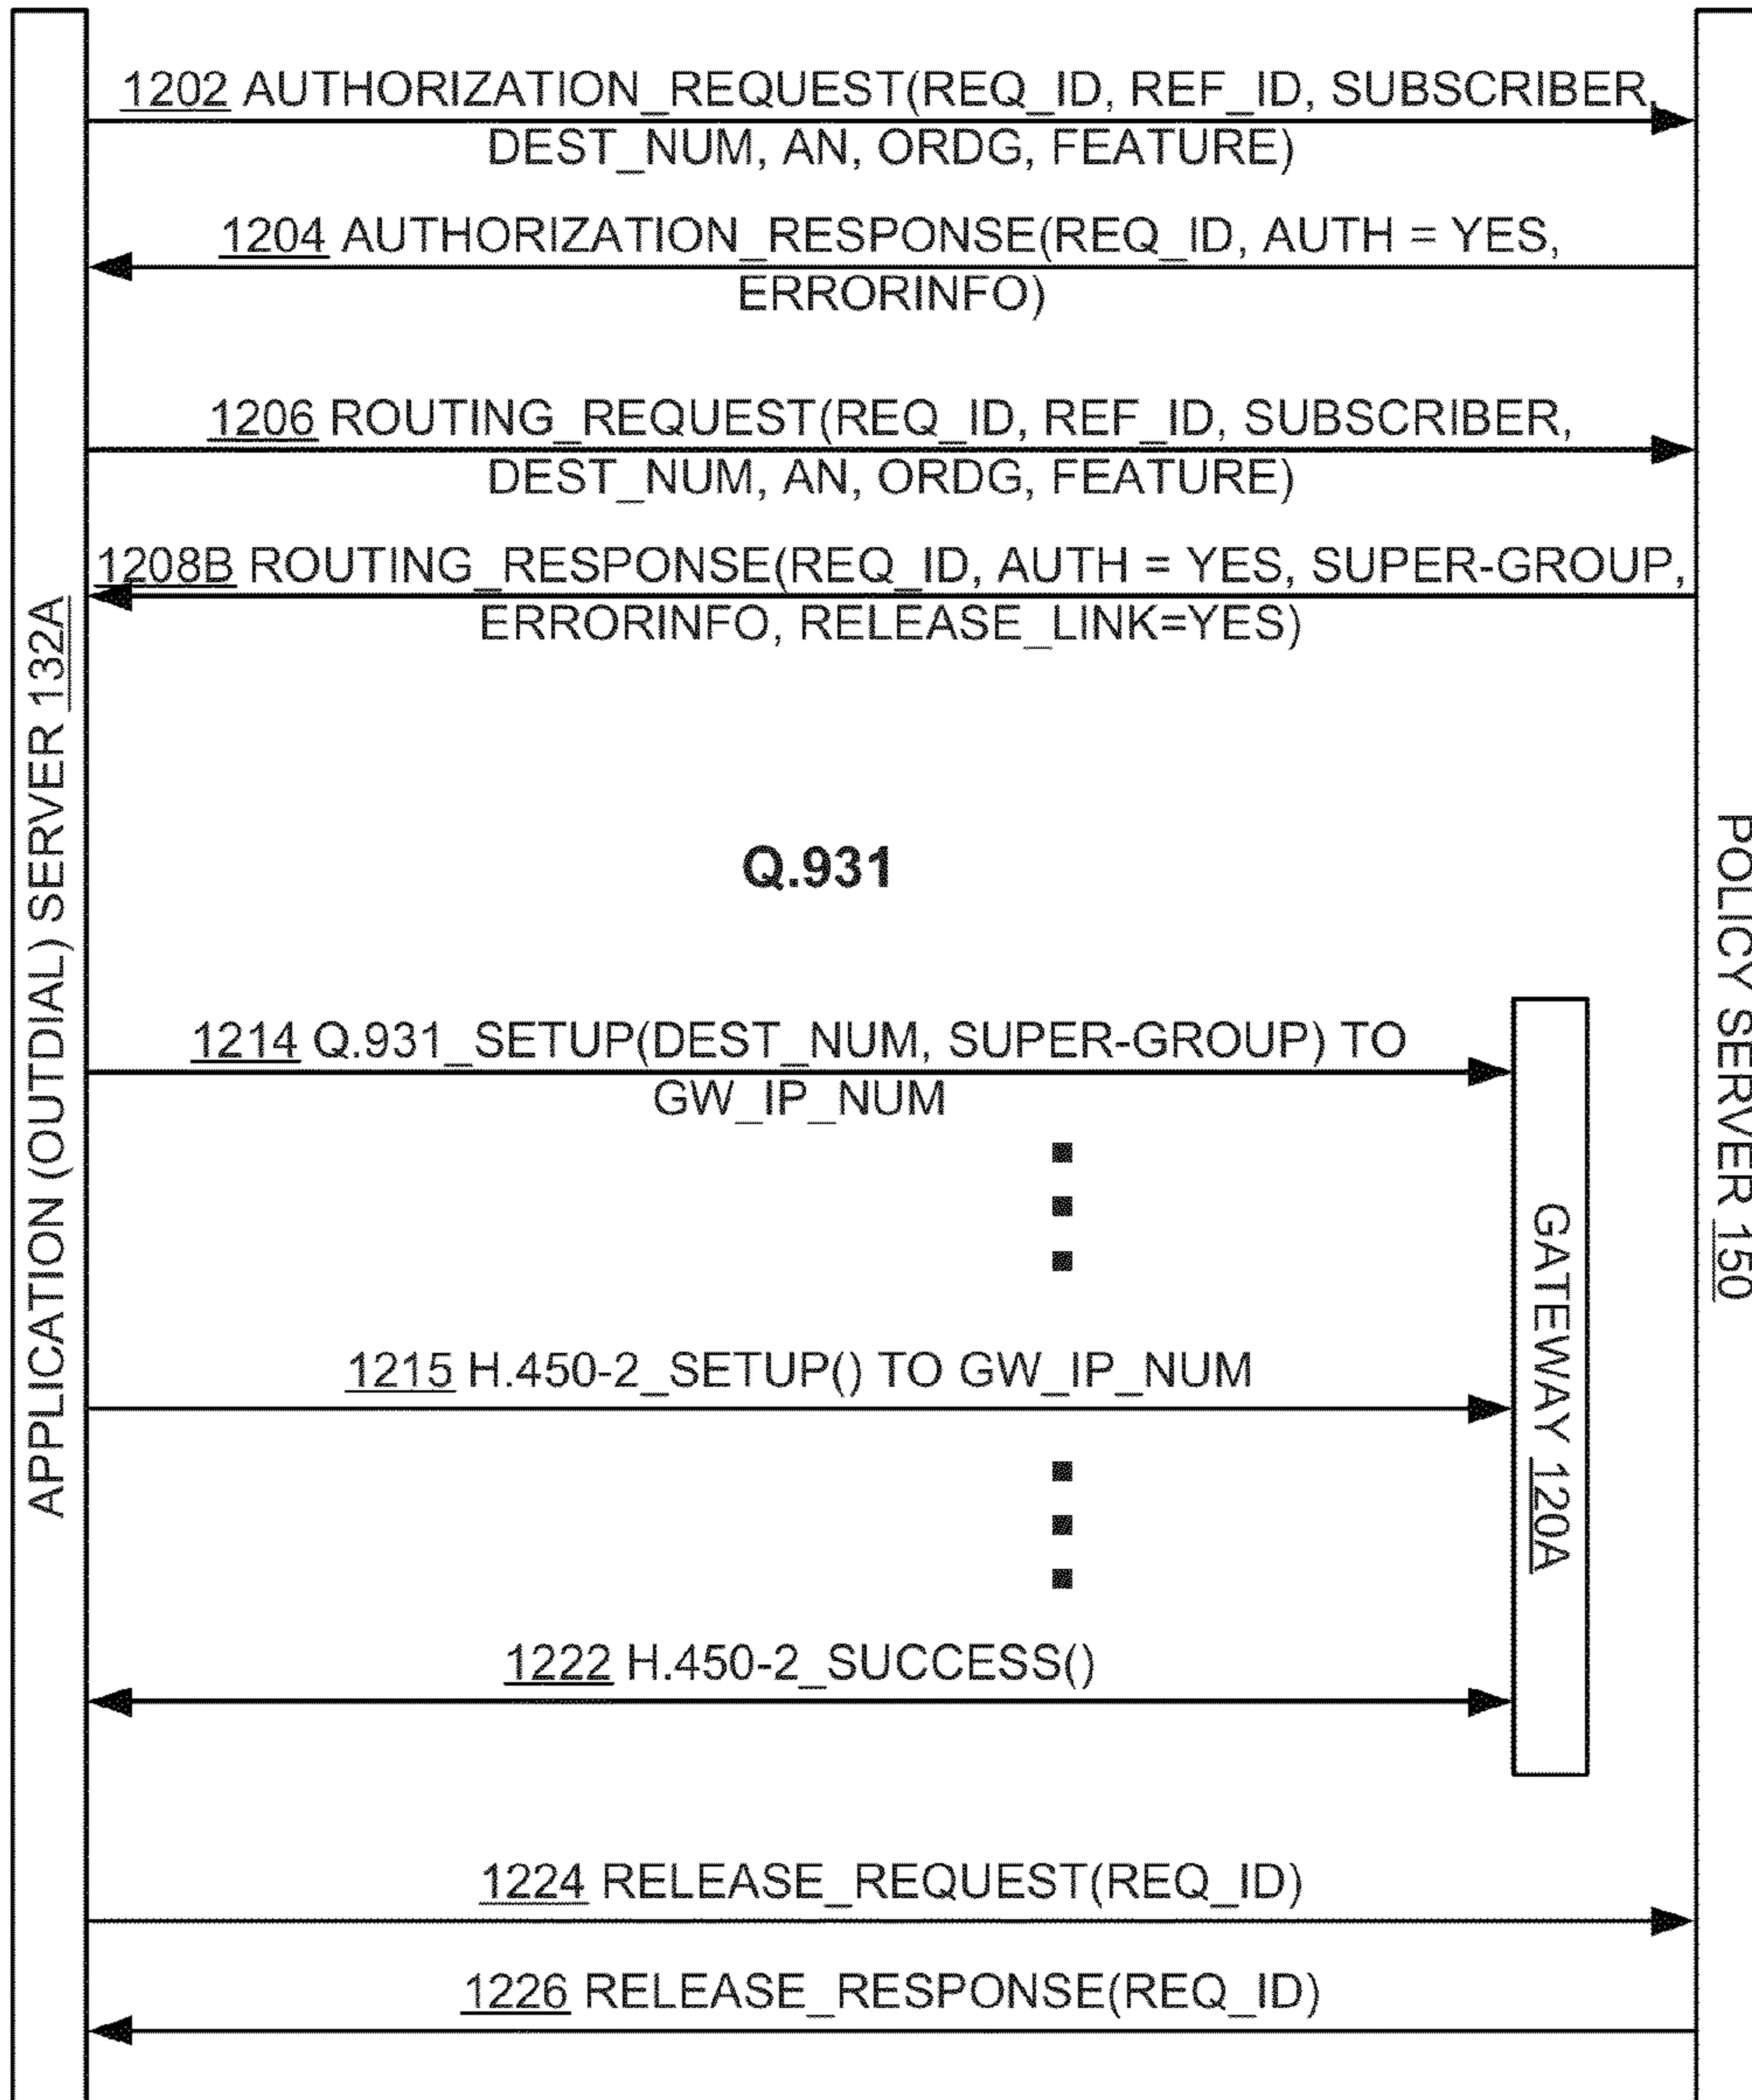 1202 AUTHORIZATION_REQUEST(REQ_ID, REF_ID, SUBSCRIBER,
DEST_NUM, AN, ORDG, FEATURE)
1204 AUTHORIZATION_RESPONSE(REQ_ID, AUTH = YES,
ERRORINFO)
1206 ROUTING_REQUEST(REQ_ID, REF_ID, SUBSCRIBER,
DEST_NUM, AN, ORDG, FEATURE)
1208B ROUTING_RESPONSE(REQ_ID, AUTH = YES, SUPER-GROUP,
ERRORINFO, RELEASE_LINK=YES)
APPLICATION (OUTDIAL) SERVER 132A
POLICY SERVER 150
Q.931
1214 Q.931_SETUP(DEST_NUM, SUPER-GROUP) TO
GW_IP_NUM
GATEWAY 120A
1215 H.450-2_SETUP() TO GW_IP_NUM
1222 H.450-2_SUCCESS()
1224 RELEASE_REQUEST(REQ_ID)
1226 RELEASE_RESPONSE(REQ_ID)